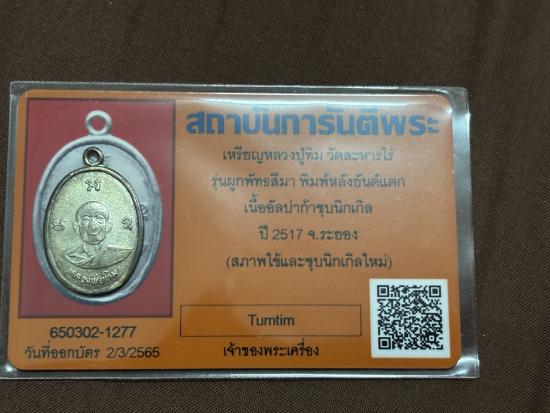 สถาบันการันตีพระ
เหรียญหลวงปู่ทิม วัดละหารไร่
รุ่นผูกพัทธสีมา พิมพ์หลังยันต์แตก
เนื้ออัลปาก้าชุบนิกเกิล
ปี 2517 จ.ระยอง
(สภาพใช้และชุบนิกเกิลใหม่)
Tumtim
เจ้าของพระเครื่อง
650302-1277
วันที่ออกบัตร 2/3/2565